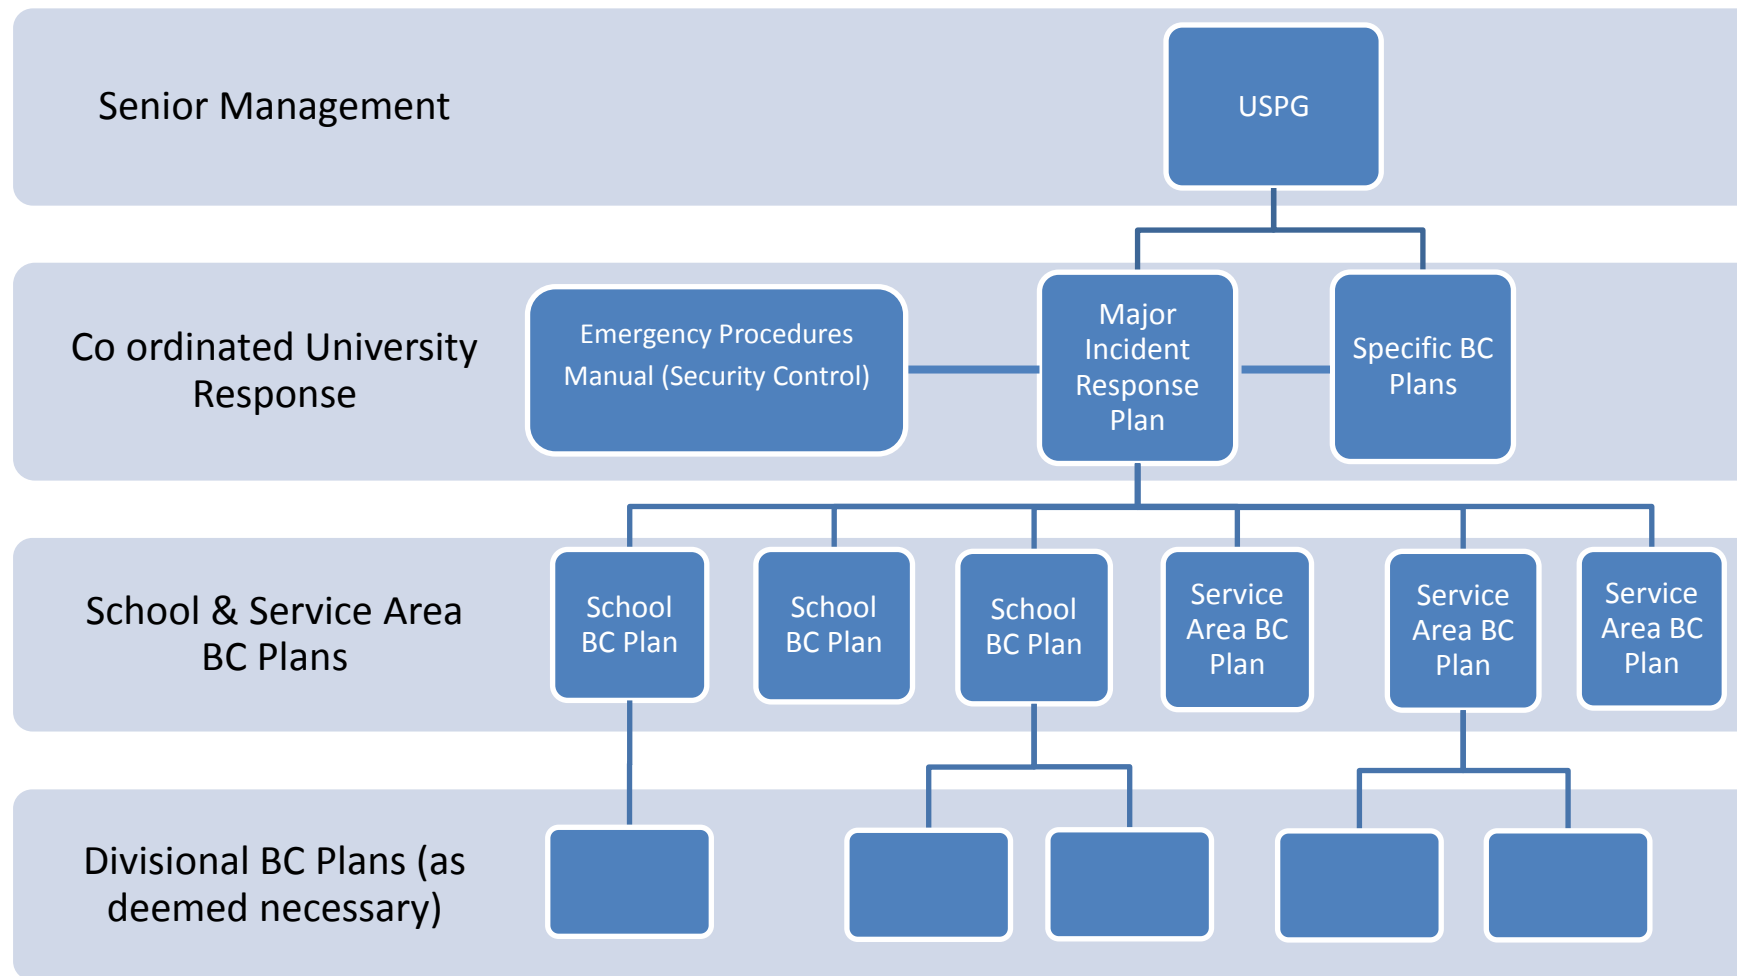 Senior Management
USPG
Co ordinated University
Response
Emergency Procedures
Manual (Security Control)
Major
Incident
Response
Plan
Specific BC
Plans
School & Service Area
BC Plans
School
BC Plan
School
BC Plan
School
BC Plan
Service
Area BC
Plan
Service
Area BC
Plan
Service
Area BC
Plan
Divisional BC Plans (as
deemed necessary)